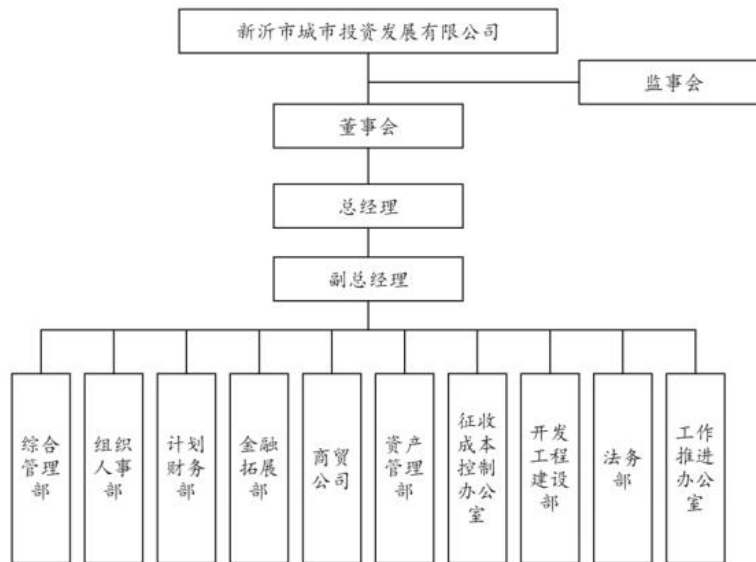 新沂市城市投资发展有限公司
监事会
董事会
总经理
副总经理
综合
管理
部
组织
人事
部
计划
财务
部
金融
拓展
部
商贸
公司
资产
管理
部
征收
成本
控制
办公
室
开发
工程
建设
部
法务
部
工作
推进
办公
室